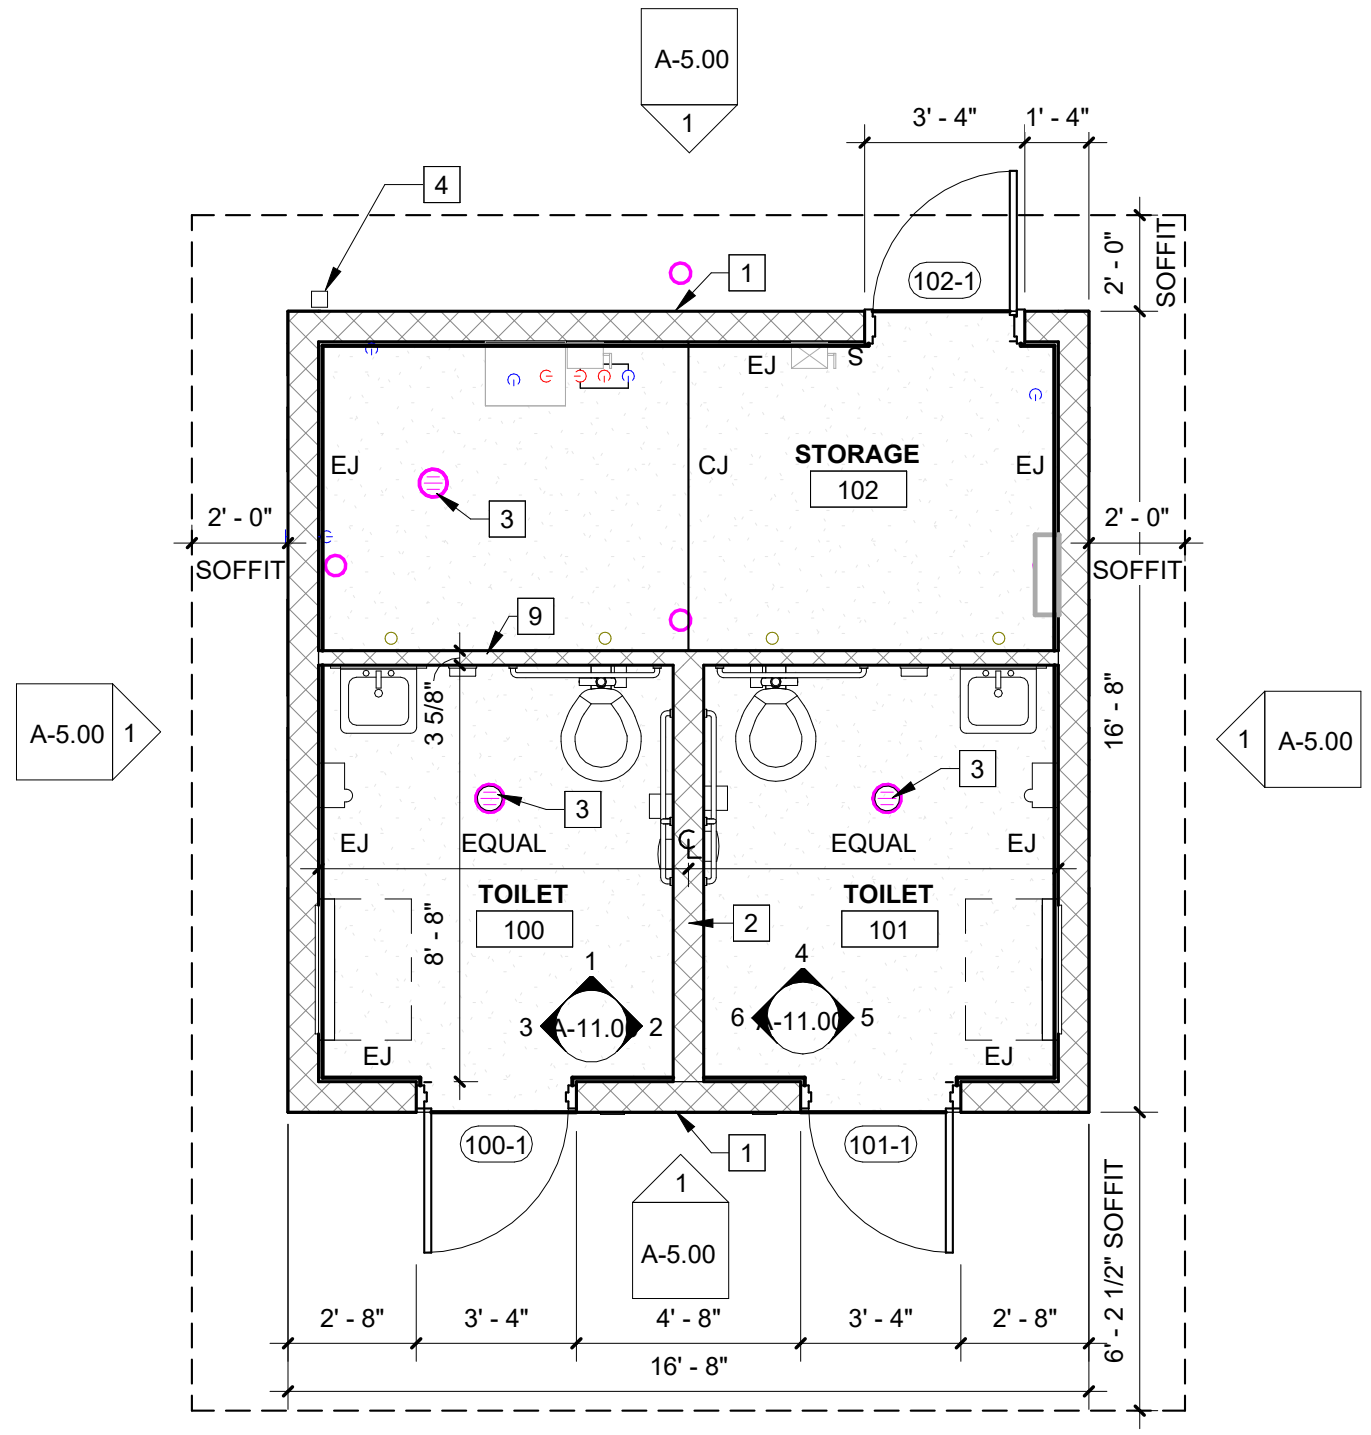 A-5.00
1
3' - 4"
1' - 4"
4
2' - 0"
SOFFIT
1
102-1
EJ
S
EJ
CJ
STORAGE
102
EJ
3
2' - 0"
SOFFIT
2' - 0"
SOFFIT
9
3 5/8"
16' - 8"
A-5.00
1
1
A-5.00
3
3
EJ
EQUAL
CL
EQUAL
EJ
TOILET
100
TOILET
101
2
8' - 8"
1
3
A-11.00
2
4
6
A-11.00
5
EJ
EJ
100-1
1
101-1
1
A-5.00
6' - 2 1/2" SOFFIT
2' - 8"
3' - 4"
4' - 8"
3' - 4"
2' - 8"
16' - 8"